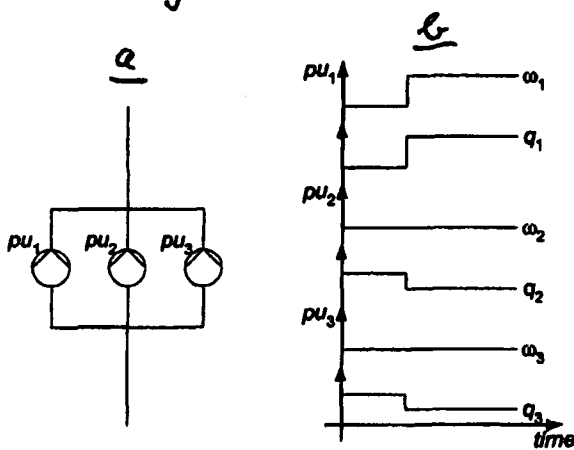 a
pu₁ pu₂ pu₃
b
pu₁
ω₁
q₁
pu₂
ω₂
q₂
pu₃
ω₃
q₃
time